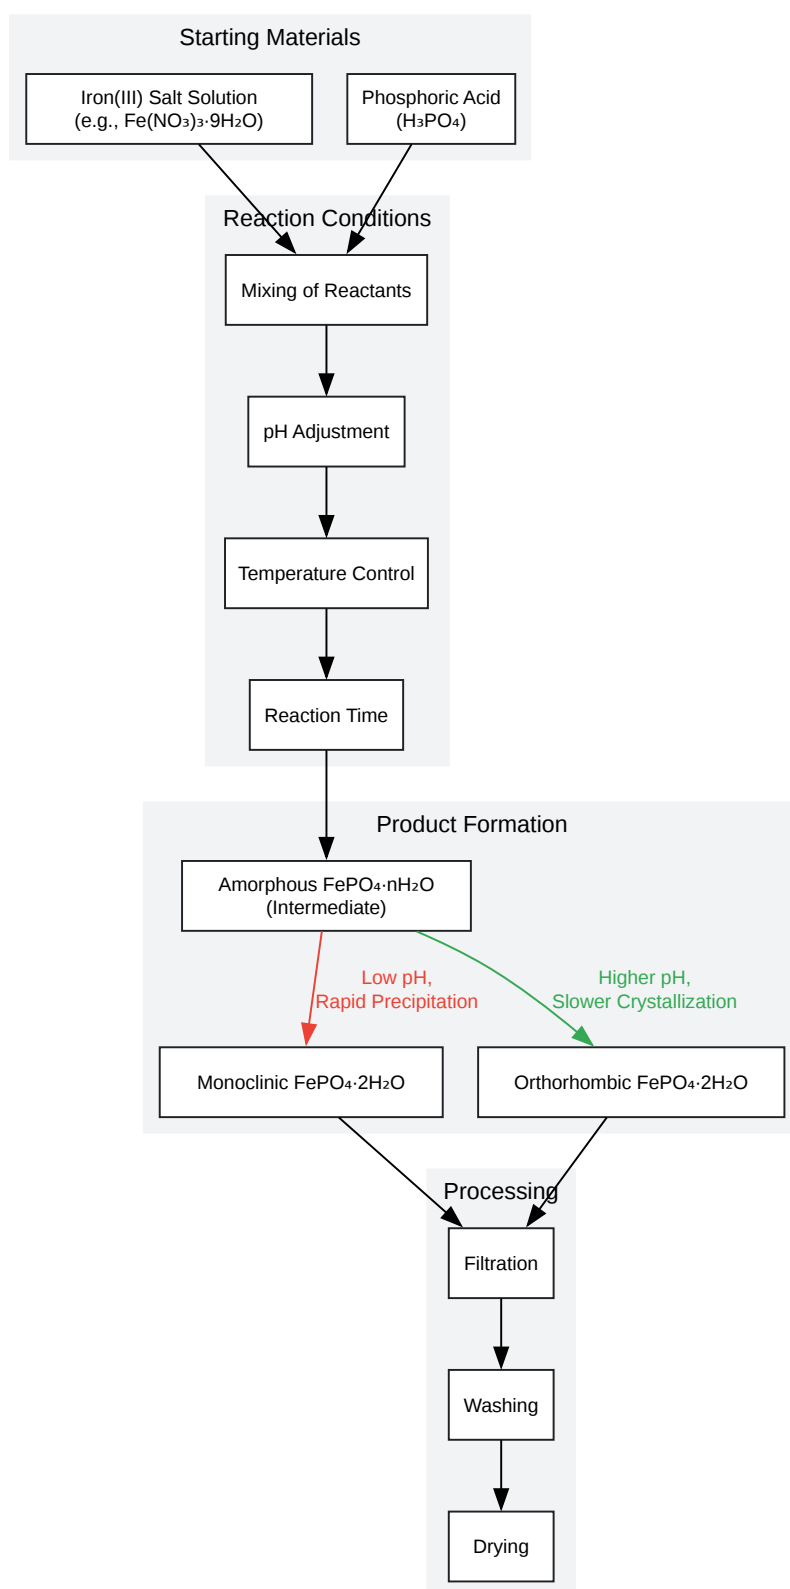 Starting Materials
Iron(III) Salt Solution
(e.g., Fe(NO₃)₃·9H₂O)
Phosphoric Acid
(H₃PO₄)
Reaction Conditions
Mixing of Reactants
pH Adjustment
Temperature Control
Reaction Time
Product Formation
Amorphous FePO₄·nH₂O
(Intermediate)
Low pH,
Rapid Precipitation
Higher pH,
Slower Crystallization
Monoclinic FePO₄·2H₂O
Orthorhombic FePO₄·2H₂O
Processing
Filtration
Washing
Drying